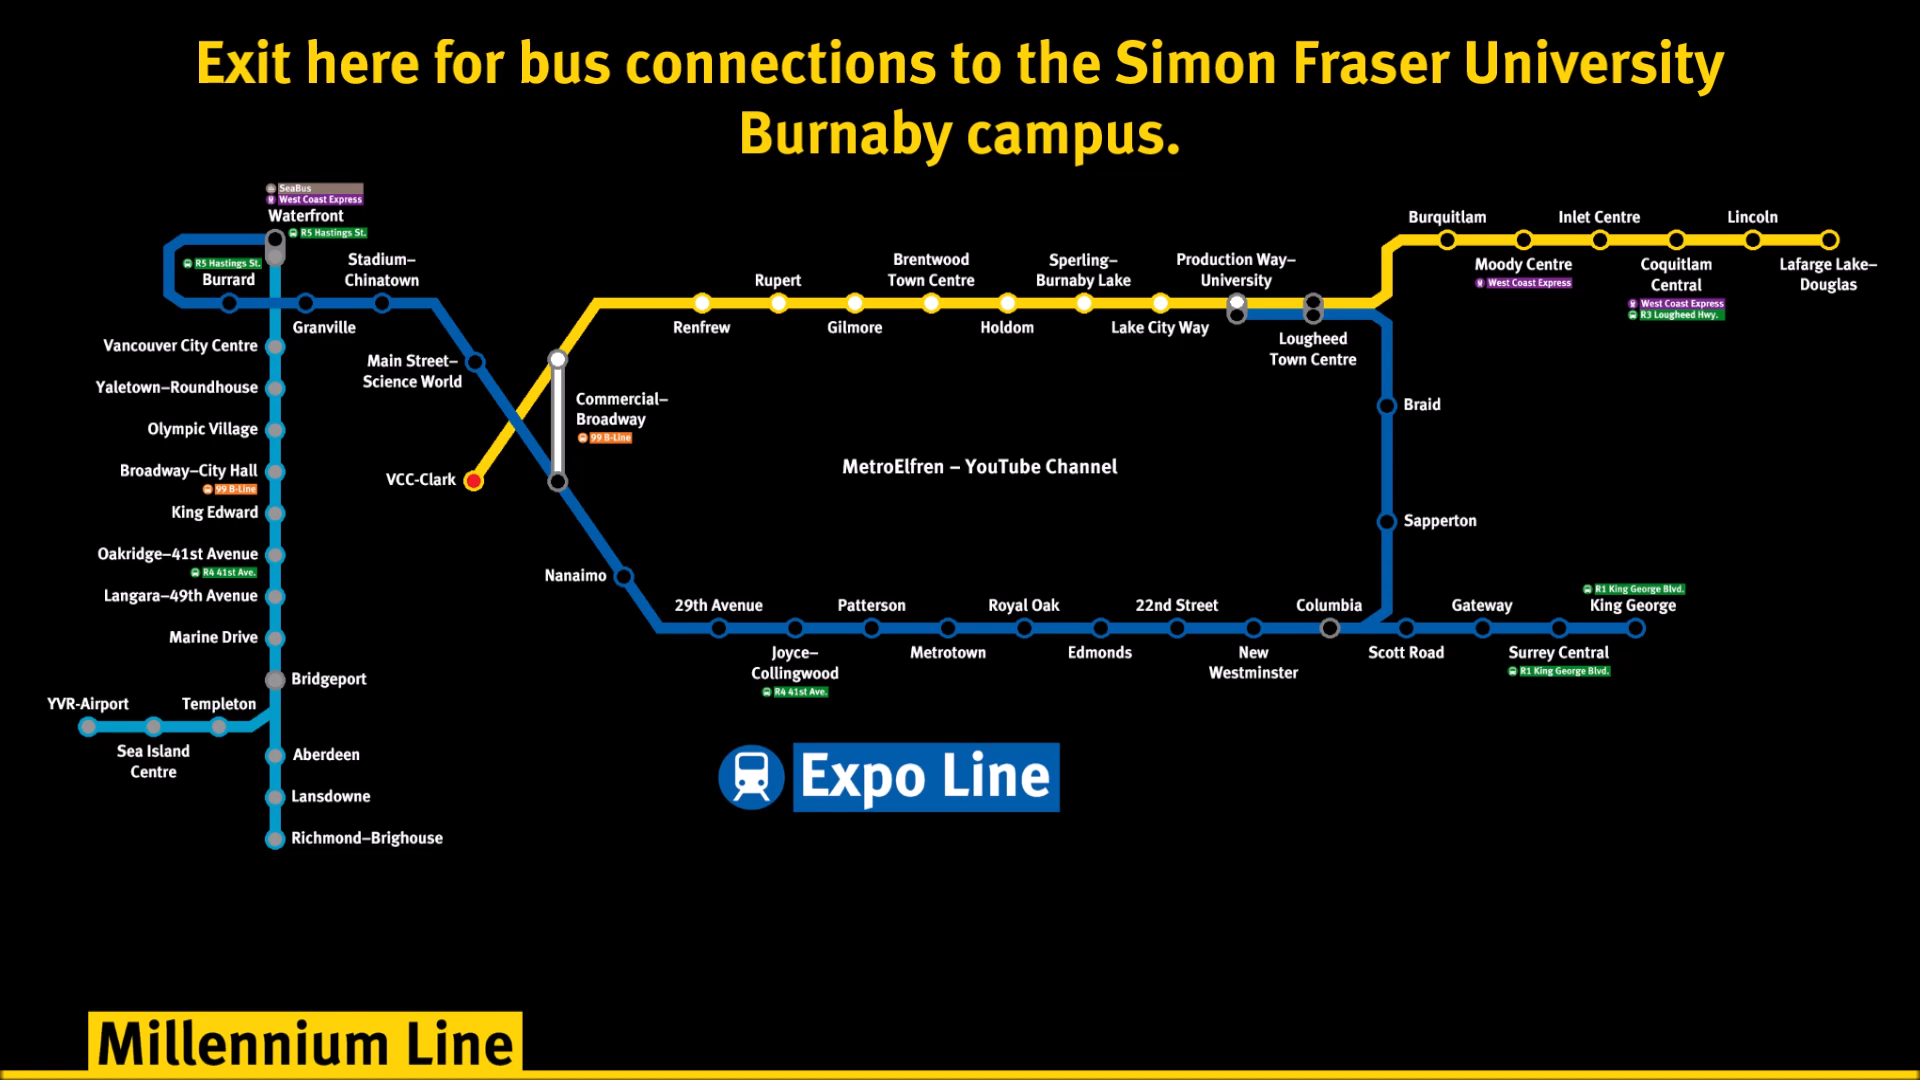 Exit here for bus connections to the Simon Fraser University
Burnaby campus.
SeaBus
West Coast Express
Waterfront
R5 Hastings St.
R5 Hastings St.
Burrard
Stadium–
Chinatown
Granville
Vancouver City Centre
Yaletown–Roundhouse
Olympic Village
Broadway–City Hall
99 B-Line
King Edward
Oakridge–41st Avenue
R4 41st Ave.
Langara–49th Avenue
Marine Drive
Bridgeport
YVR-Airport
Templeton
Sea Island
Centre
Aberdeen
Lansdowne
Richmond–Brighouse
Main Street–
Science World
VCC-Clark
Commercial–
Broadway
99 B-Line
Renfrew
Rupert
Gilmore
Brentwood
Town Centre
Holdom
Sperling–
Burnaby Lake
Lake City Way
Production Way–
University
Lougheed
Town Centre
Burquitlam
Moody Centre
West Coast Express
Inlet Centre
Coquitlam
Central
West Coast Express
R3 Lougheed Hwy.
Lincoln
Lafarge Lake–
Douglas
MetroElfren – YouTube Channel
Braid
Sapperton
Nanaimo
29th Avenue
Joyce–
Collingwood
R4 41st Ave.
Patterson
Metrotown
Royal Oak
Edmonds
22nd Street
New
Westminster
Columbia
Scott Road
Gateway
Surrey Central
R1 King George Blvd.
R1 King George Blvd.
King George
Expo Line
Millennium Line